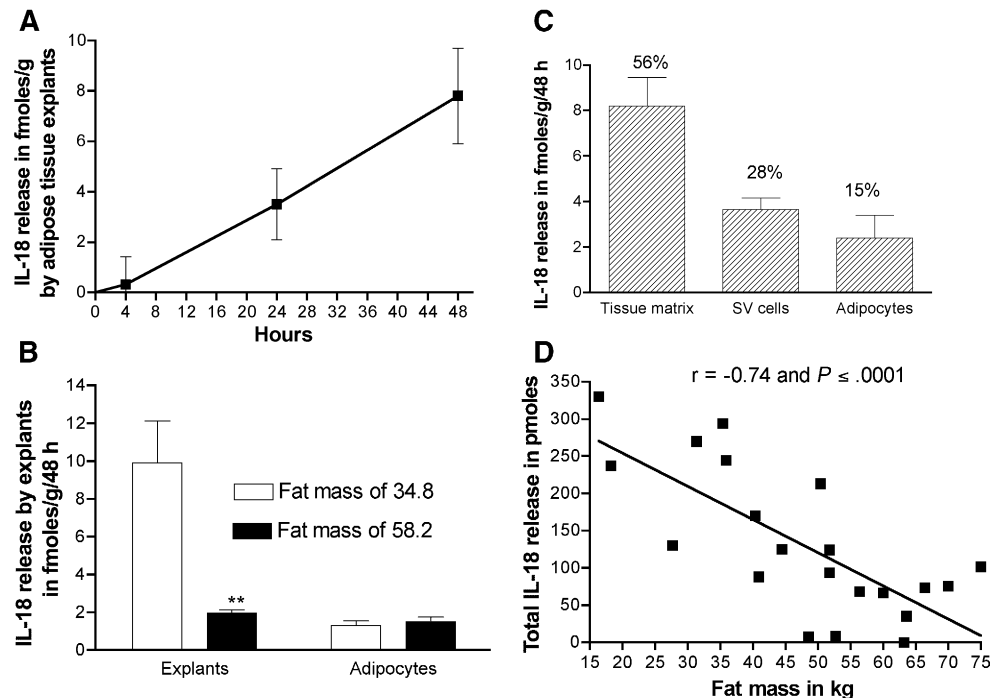 A
IL-18 release in fmoles/g
by adipose tissue explants
10
8
6
4
2
0
0 4 8 12 16 20 24 28 32 36 40 44 48
Hours
C
IL-18 release in fmoles/g/48 h
10
8
6
4
2
0
56%
28%
15%
Tissue matrix SV cells Adipocytes
B
IL-18 release by explants
in fmoles/g/48 h
14
12
10
8
6
4
2
0
Fat mass of 34.8
Fat mass of 58.2
**
Explants Adipocytes
D
r = -0.74 and P ≤ .0001
Total IL-18 release in pmoles
350
300
250
200
150
100
50
0
15 20 25 30 35 40 45 50 55 60 65 70 75
Fat mass in kg